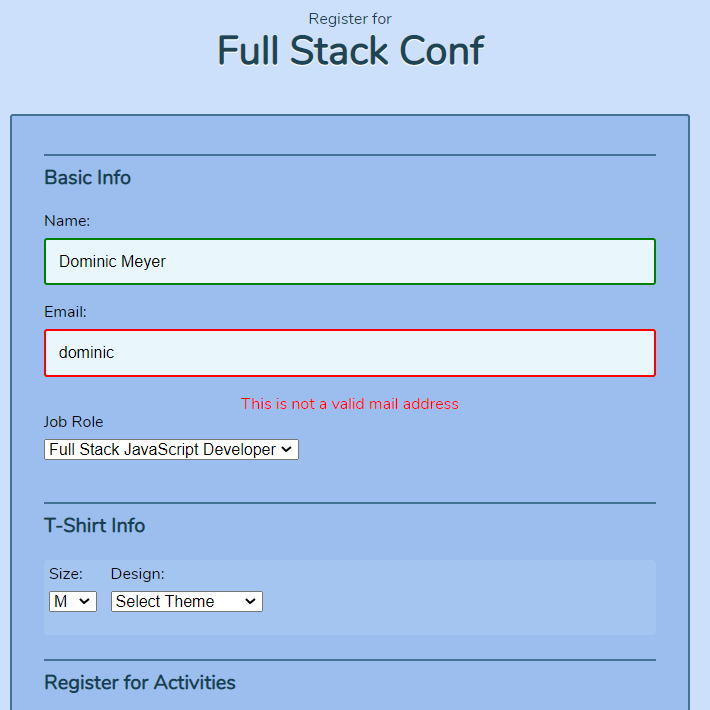 Register for
Full Stack Conf
Basic Info
Name:
Dominic Meyer
Email:
dominic
This is not a valid mail address
Job Role
Full Stack JavaScript Developer
T-Shirt Info
Size: Design:
M Select Theme
Register for Activities